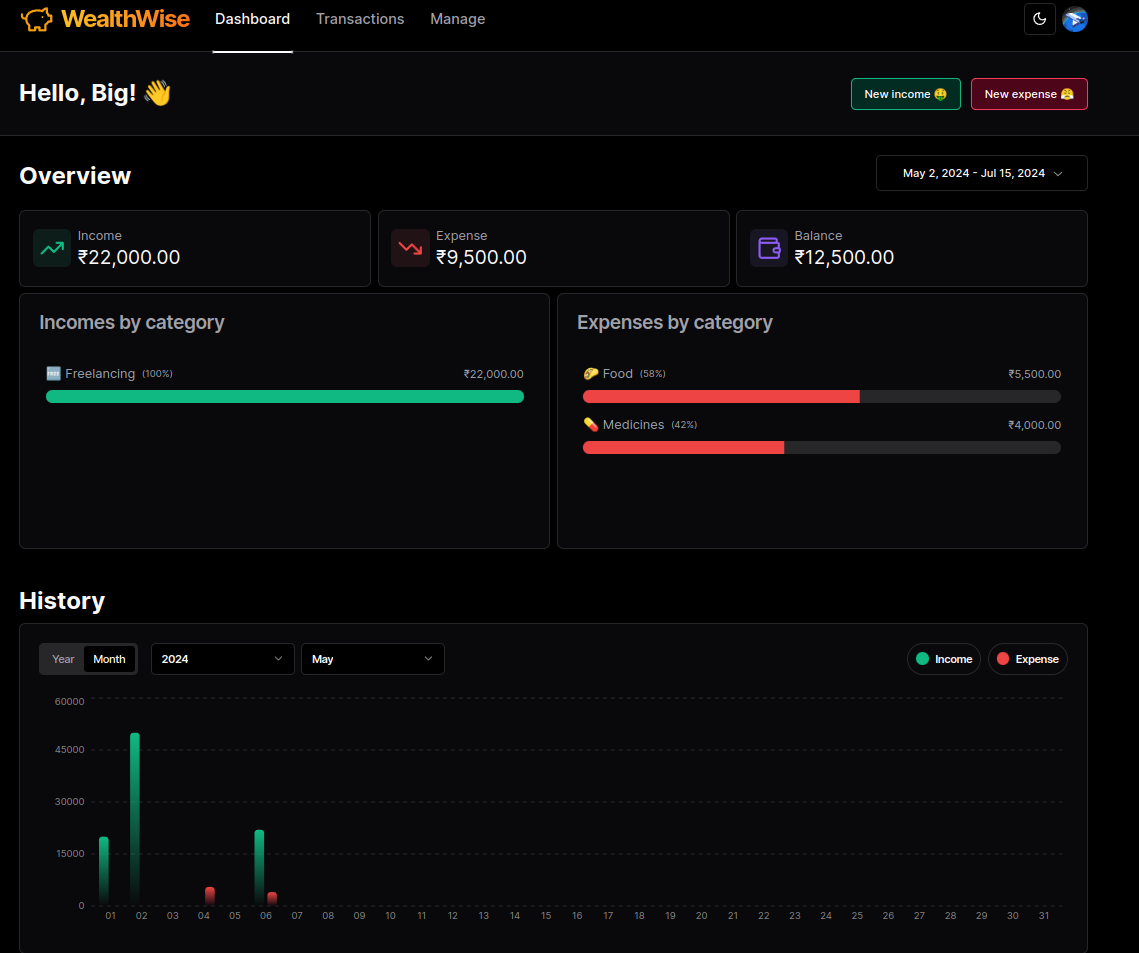 WealthWise Dashboard Transactions Manage
Hello, Big! 👋
New income 🤑 New expense 😤
Overview
May 2, 2024 - Jul 15, 2024
Income
₹22,000.00
Expense
₹9,500.00
Balance
₹12,500.00
Incomes by category
Freelancing (100%) ₹22,000.00
Expenses by category
🌮 Food (58%) ₹5,500.00
💊 Medicines (42%) ₹4,000.00
History
Year Month 2024 May Income Expense
60000
45000
30000
15000
0
01 02 03 04 05 06 07 08 09 10 11 12 13 14 15 16 17 18 19 20 21 22 23 24 25 26 27 28 29 30 31